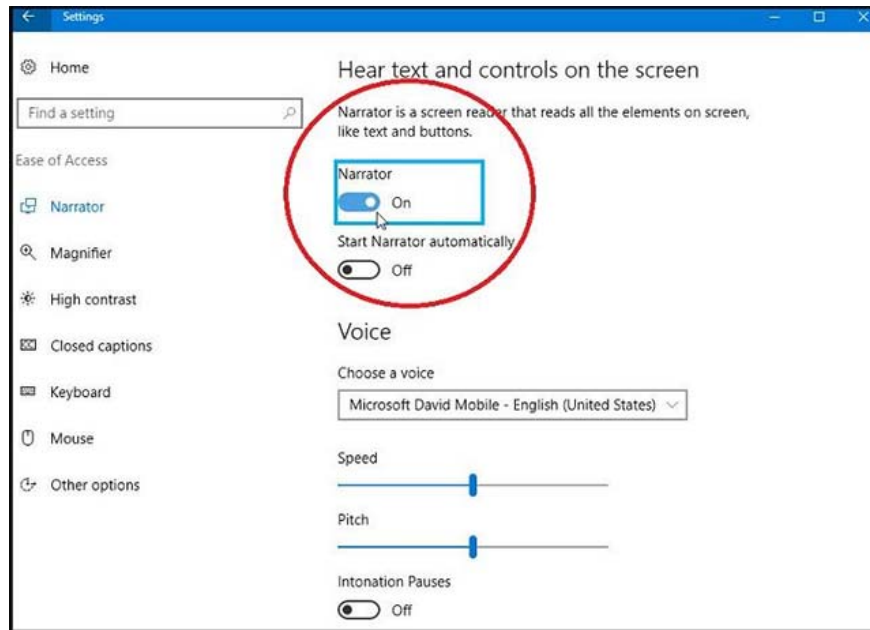 Settings
Home
Find a setting
Ease of Access
Narrator
Magnifier
High contrast
Closed captions
Keyboard
Mouse
Other options
Hear text and controls on the screen
Narrator is a screen reader that reads all the elements on screen,
like text and buttons.
Narrator
On
Start Narrator automatically
Off
Voice
Choose a voice
Microsoft David Mobile - English (United States)
Speed
Pitch
Intonation Pauses
Off